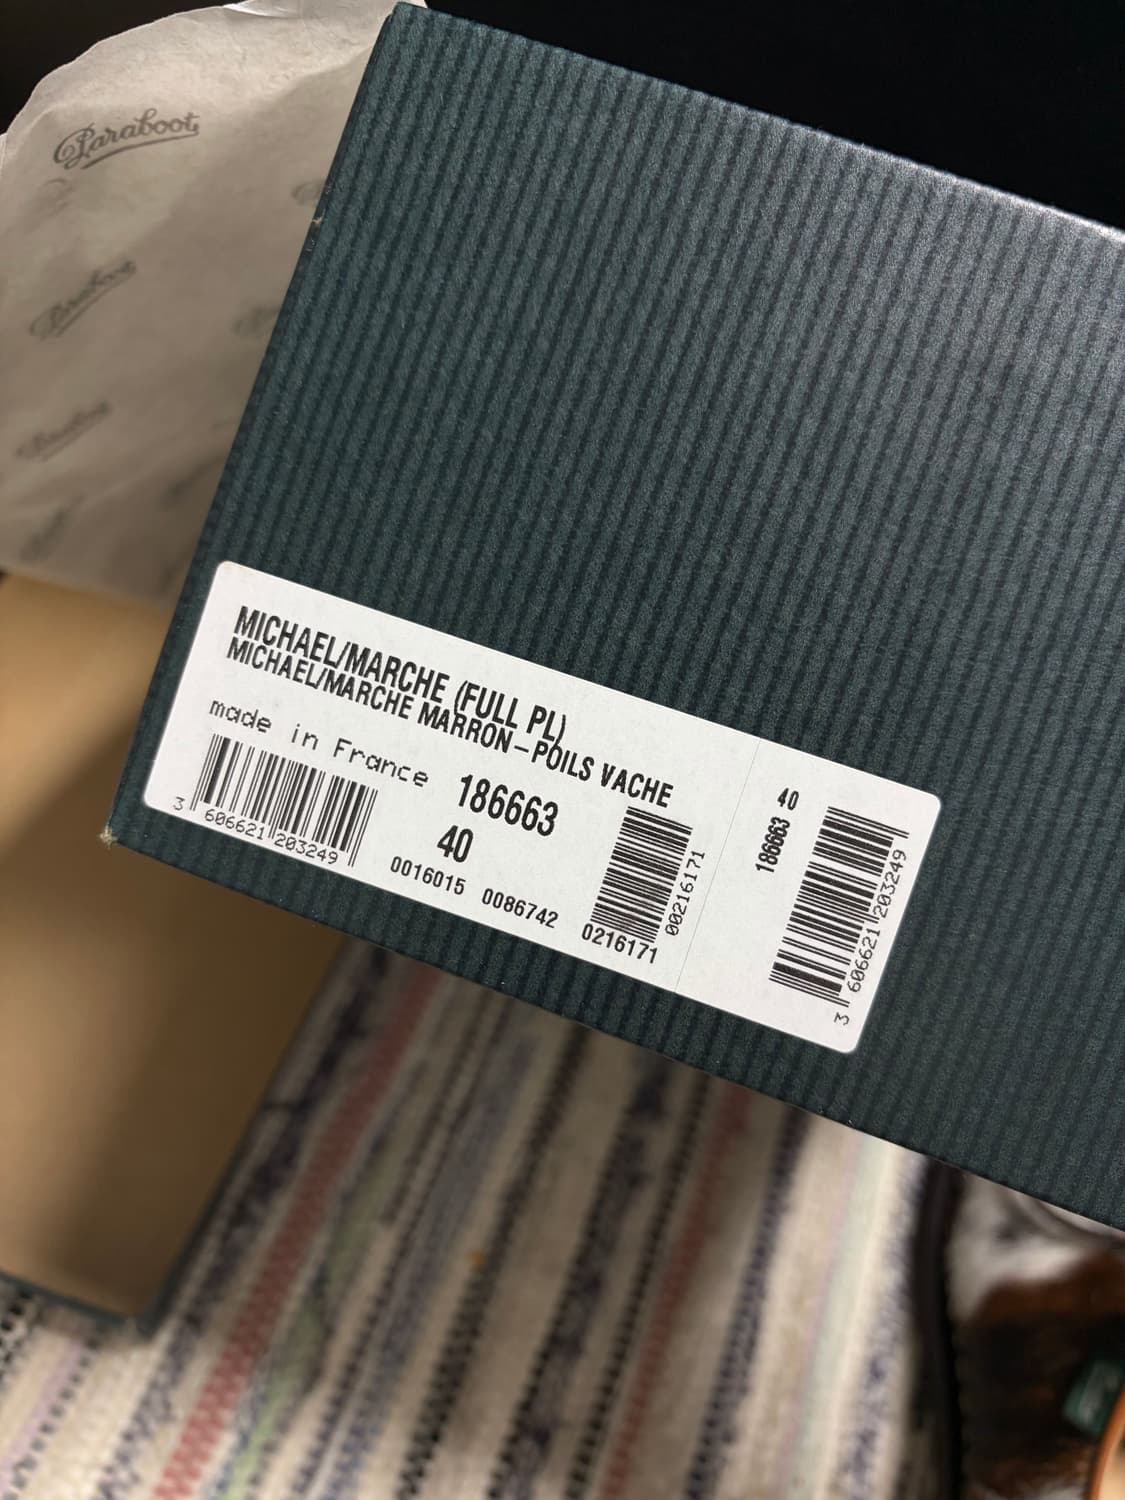 Paraboot
Paraboot
Paraboot
MICHAEL/MARCHE (FULL PL)
MICHAEL/MARCHE MARRON-POILS VACHE
made in France
186663
40
3 606621 203249
0016015 0086742 0216171
00216171
40
186663
3 606621 203249